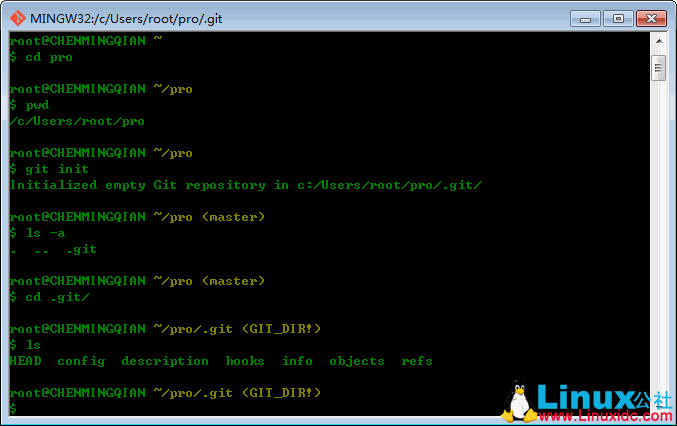 MINGW32:/c/Users/root/pro/.git
root@CHENMINGQIAN ~
$ cd pro
root@CHENMINGQIAN ~/pro
$ pwd
/c/Users/root/pro
root@CHENMINGQIAN ~/pro
$ git init
Initialized empty Git repository in c:/Users/root/pro/.git/
root@CHENMINGQIAN ~/pro (master)
$ ls -a
.  ..  .git
root@CHENMINGQIAN ~/pro (master)
$ cd .git/
root@CHENMINGQIAN ~/pro/.git (GIT_DIR!)
$ ls
HEAD  config  description  hooks  info  objects  refs
root@CHENMINGQIAN ~/pro/.git (GIT_DIR!)
$
Linux公社
www.Linuxidc.com